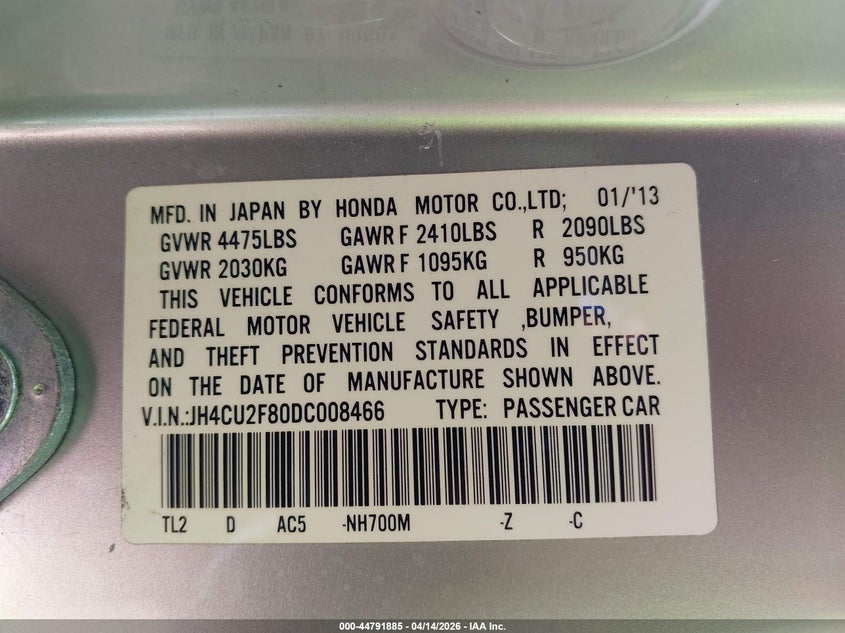 MFD. IN JAPAN BY HONDA MOTOR CO.,LTD; 01/'13
GVWR 4475LBS GAWR F 2410LBS R 2090LBS
GVWR 2030KG GAWR F 1095KG R 950KG
THIS VEHICLE CONFORMS TO ALL APPLICABLE
FEDERAL MOTOR VEHICLE SAFETY ,BUMPER,
AND THEFT PREVENTION STANDARDS IN EFFECT
ON THE DATE OF MANUFACTURE SHOWN ABOVE.
V.I.N.:JH4CU2F80DC008466 TYPE: PASSENGER CAR
TL2 D AC5 -NH700M -Z -C
000-44791885 - 04/14/2026 - IAA Inc.